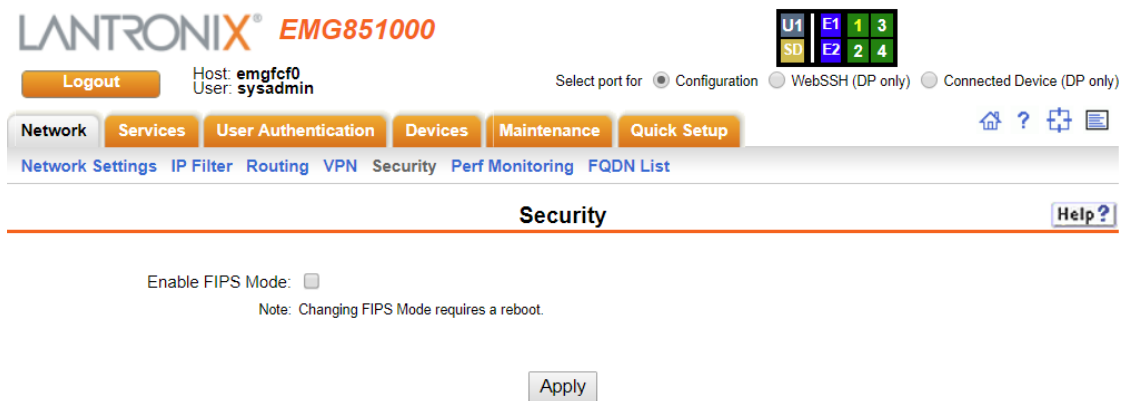 LANTRONIX® EMG851000
U1 E1 1 3
SD E2 2 4
Logout
Host: emgfcf0
User: sysadmin
Select port for Configuration WebSSH (DP only) Connected Device (DP only)
Network Services User Authentication Devices Maintenance Quick Setup
?
Network Settings IP Filter Routing VPN Security Perf Monitoring FQDN List
Security
Help?
Enable FIPS Mode:
Note: Changing FIPS Mode requires a reboot.
Apply